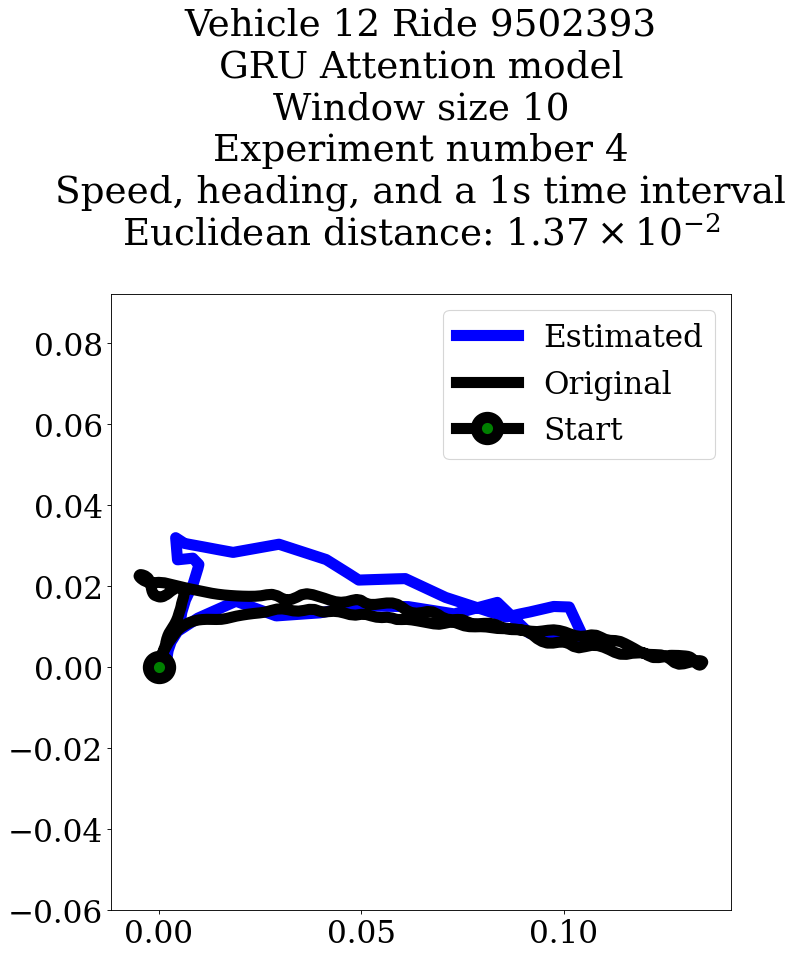 Vehicle 12 Ride 9502393
GRU Attention model
Window size 10
Experiment number 4
Speed, heading, and a 1s time interval
Euclidean distance: 1.37 × 10⁻²
Estimated
Original
Start
0.08
0.06
0.04
0.02
0.00
−0.02
−0.04
−0.06
0.00 0.05 0.10